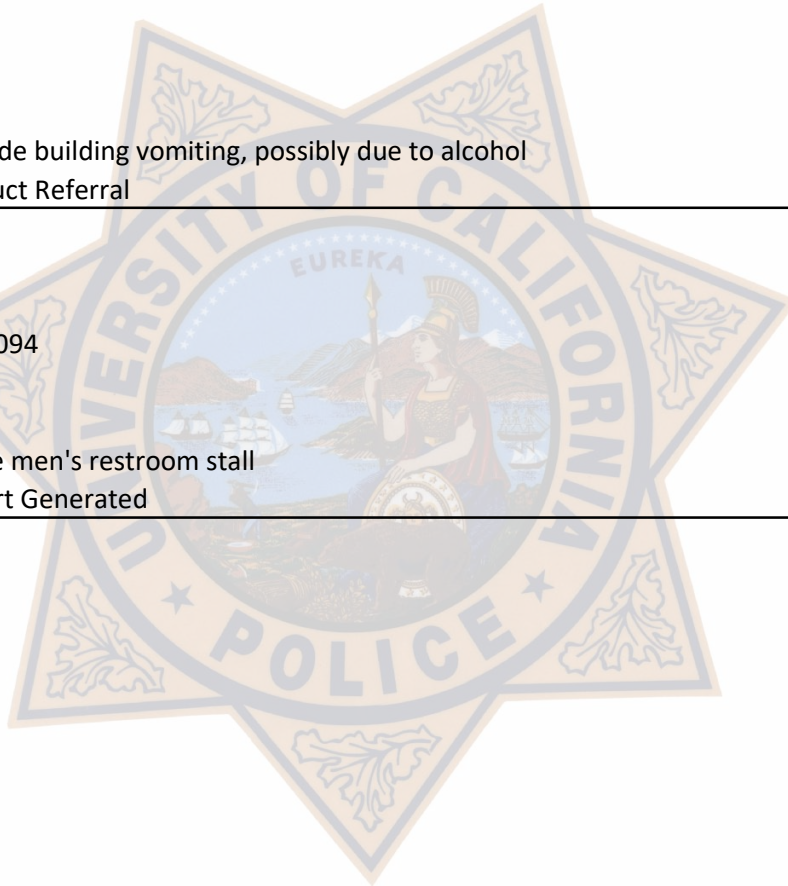 de building vomiting, possibly due to alcohol
uct Referral
094
e men's restroom stall
rt Generated
UNIVERSITY OF CALIFORNIA
EUREKA
POLICE